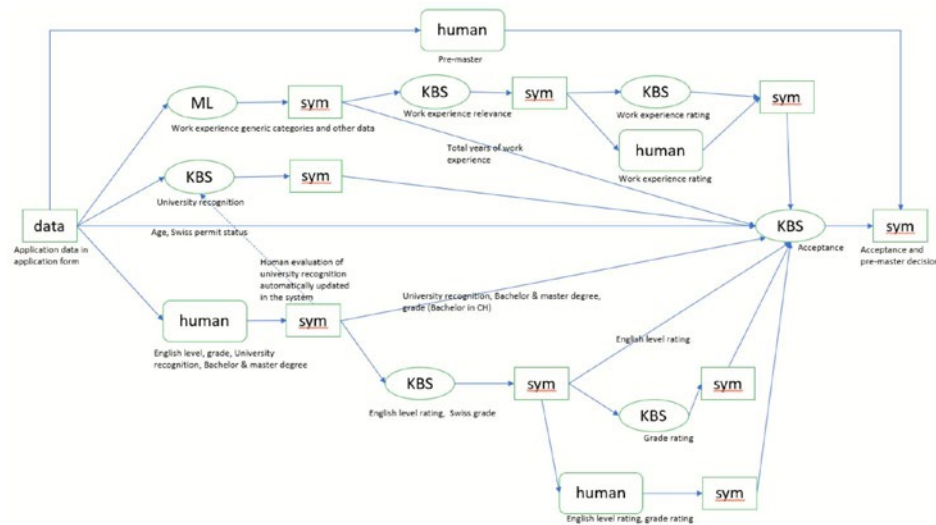 human
Pre-master
ML
sym
KBS
sym
KBS
sym
Work experience generic categories and other data
Work experience relevance
Work experience rating
human
Total years of work
experience
Work experience rating
KBS
sym
University recognition
data
Application data in
application form
Age, Swiss permit status
KBS
Acceptance
sym
Acceptance and
pre-master decision
Human evaluation of
university recognition
automatically updated
in the system
University recognition, Bachelor & master degree,
grade (Bachelor in CH)
human
sym
English level, grade, University
recognition, Bachelor & master degree
English level rating
KBS
sym
English level rating, Swiss grade
KBS
sym
Grade rating
human
sym
English level rating, grade rating